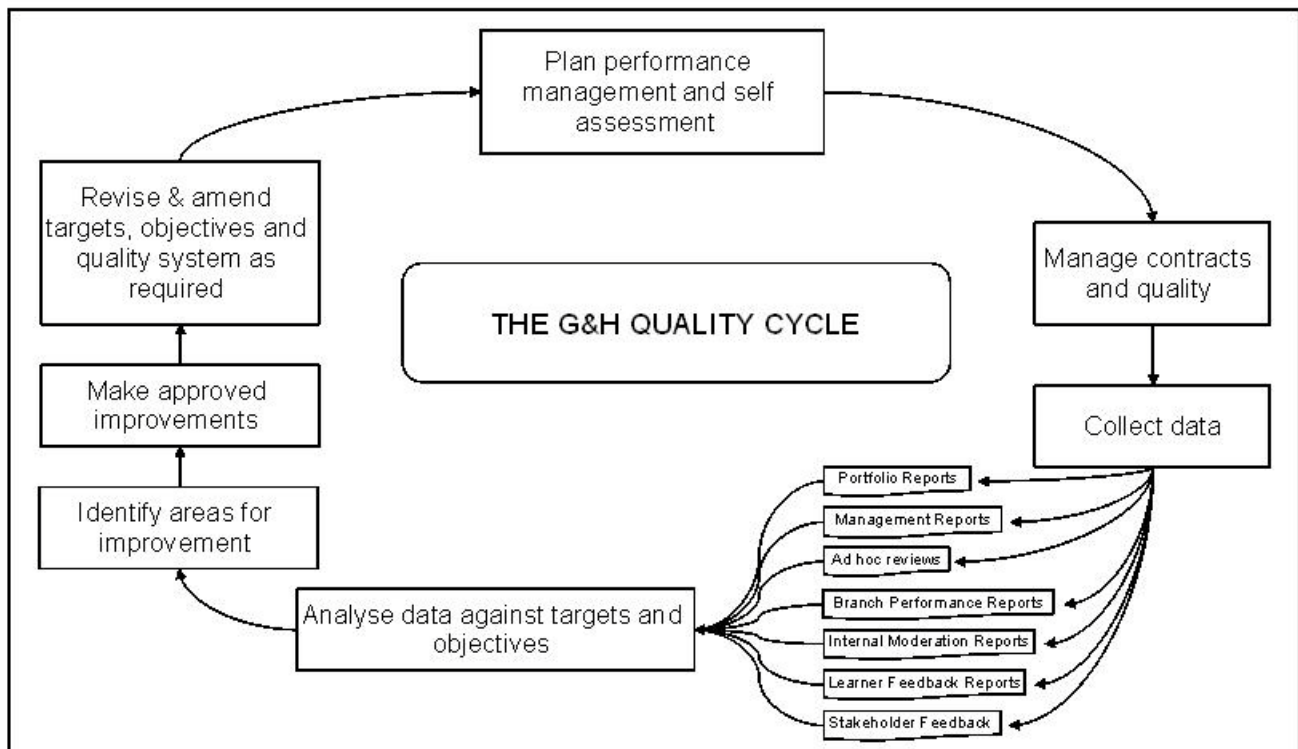 Plan performance
management and self
assessment
Revise & amend
targets, objectives and
quality system as
required
Manage contracts
and quality
THE G&H QUALITY CYCLE
Make approved
improvements
Collect data
Portfolio Reports
Management Reports
Ad hoc reviews
Branch Performance Reports
Internal Moderation Reports
Learner Feedback Reports
Stakeholder Feedback
Identify areas for
improvement
Analyse data against targets and
objectives